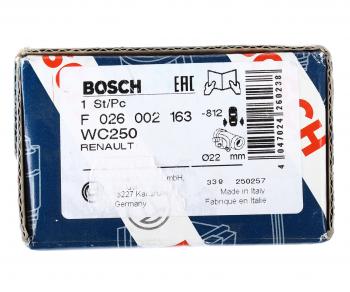 BOSCH
EAC
1 St/Pc
F 026 002 163
-812
WC250
RENAULT
Ø22 mm
4 047024 260238
mbH,
339 250257
Germany
Made in Italy
Fabriqué en Italie